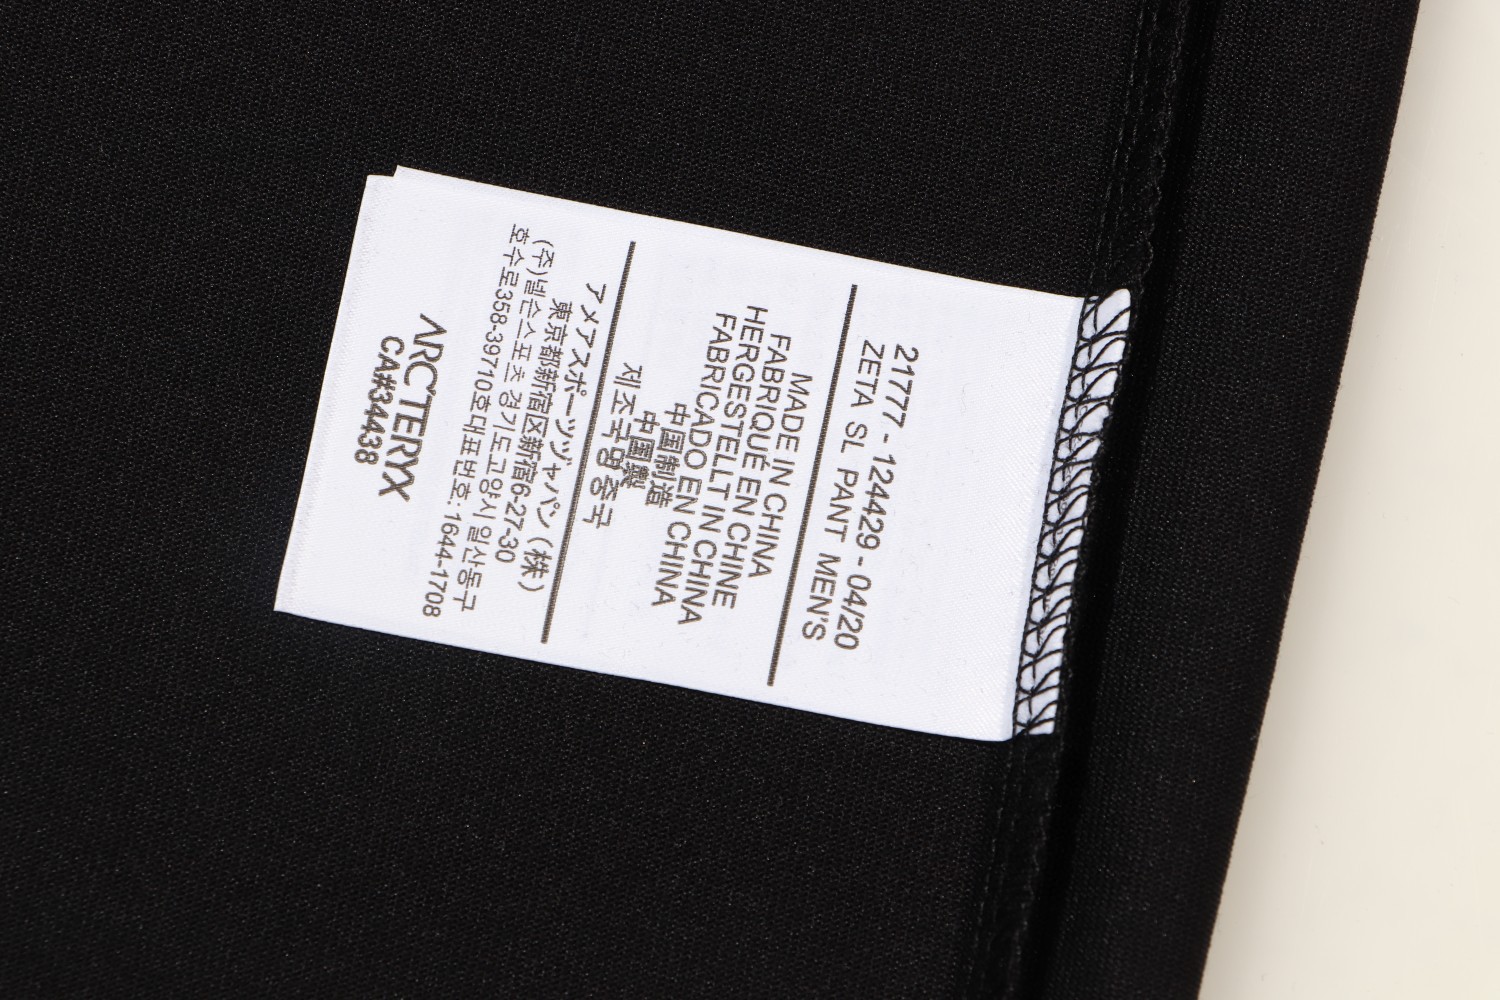 21777 - 124429 - 04/20
ZETA SL PANT MEN'S
MADE IN CHINA
FABRIQUÉ EN CHINE
HERGESTELLT IN CHINA
FABRICADO EN CHINA
中国制造
中国製
제조국명 중국
アメアスポーツジャパン (株)
東京都新宿区新宿6-27-30
(주)넬슨스포츠 경기도고양시 일산동구
호수로358-39710호대표번호: 1644-1708
ARC'TERYX
CA#34438